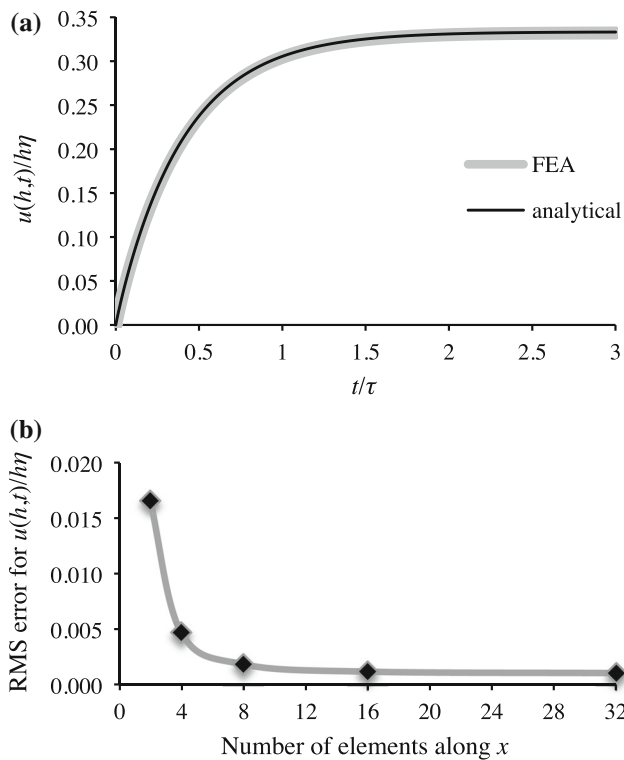 (a)
0.35
0.30
0.25
0.20
0.15
0.10
0.05
0.00
u(h,t)/hη
FEA
analytical
0 0.5 1 1.5 2 2.5 3
t/τ
(b)
0.020
0.015
0.010
0.005
0.000
RMS error for u(h,t)/hη
0 4 8 12 16 20 24 28 32
Number of elements along x